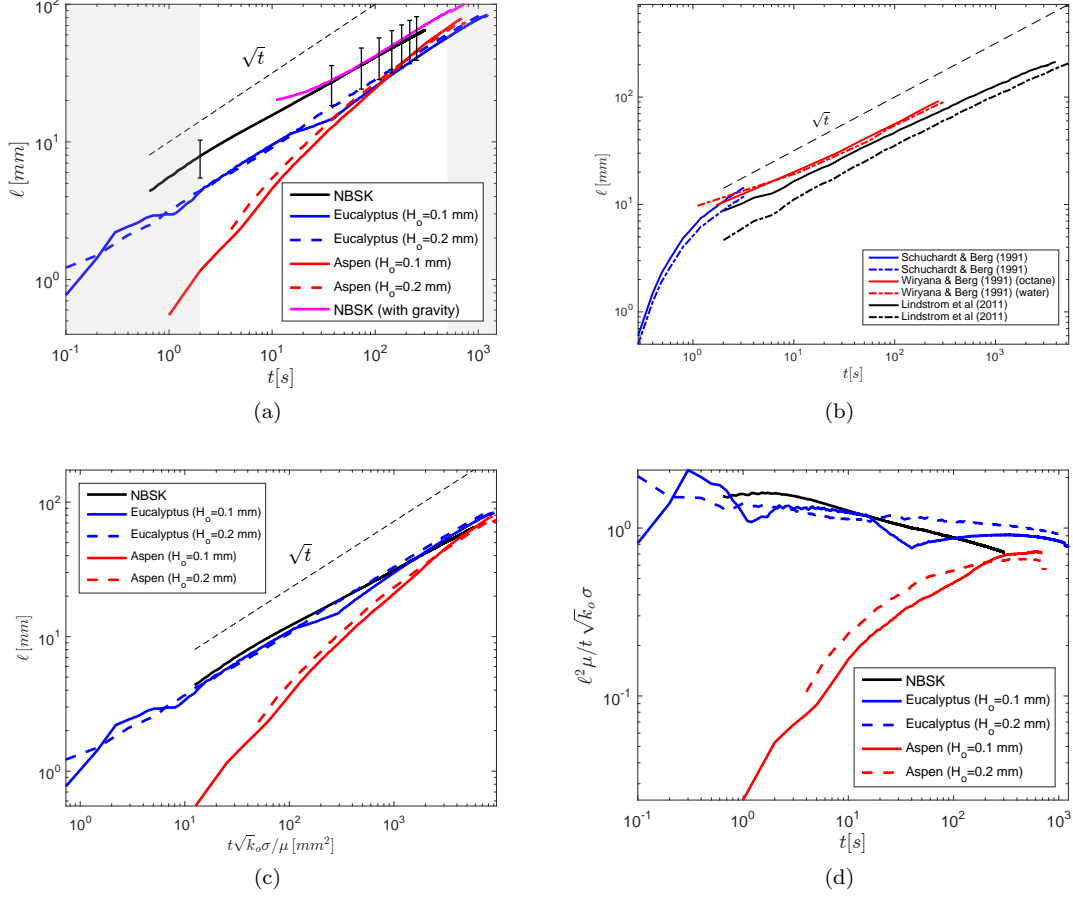 10^2
10^1
10^0
ℓ [mm]
√t
NBSK
Eucalyptus (H_o=0.1 mm)
Eucalyptus (H_o=0.2 mm)
Aspen (H_o=0.1 mm)
Aspen (H_o=0.2 mm)
NBSK (with gravity)
10^-1 10^0 10^1 10^2 10^3
t[s]
(a)
10^2
10^1
10^0
ℓ [mm]
√t
Schuchardt & Berg (1991)
Schuchardt & Berg (1991)
Wiryana & Berg (1991) (octane)
Wiryana & Berg (1991) (water)
Lindstrom et al (2011)
Lindstrom et al (2011)
10^0 10^1 10^2 10^3
t[s]
(b)
10^2
10^1
10^0
ℓ [mm]
√t
NBSK
Eucalyptus (H_o=0.1 mm)
Eucalyptus (H_o=0.2 mm)
Aspen (H_o=0.1 mm)
Aspen (H_o=0.2 mm)
10^0 10^1 10^2 10^3
t√k_oσ/μ [mm^2]
(c)
10^0
10^-1
ℓ^2 μ/t √k_o σ
NBSK
Eucalyptus (H_o=0.1 mm)
Eucalyptus (H_o=0.2 mm)
Aspen (H_o=0.1 mm)
Aspen (H_o=0.2 mm)
10^-1 10^0 10^1 10^2 10^3
t[s]
(d)